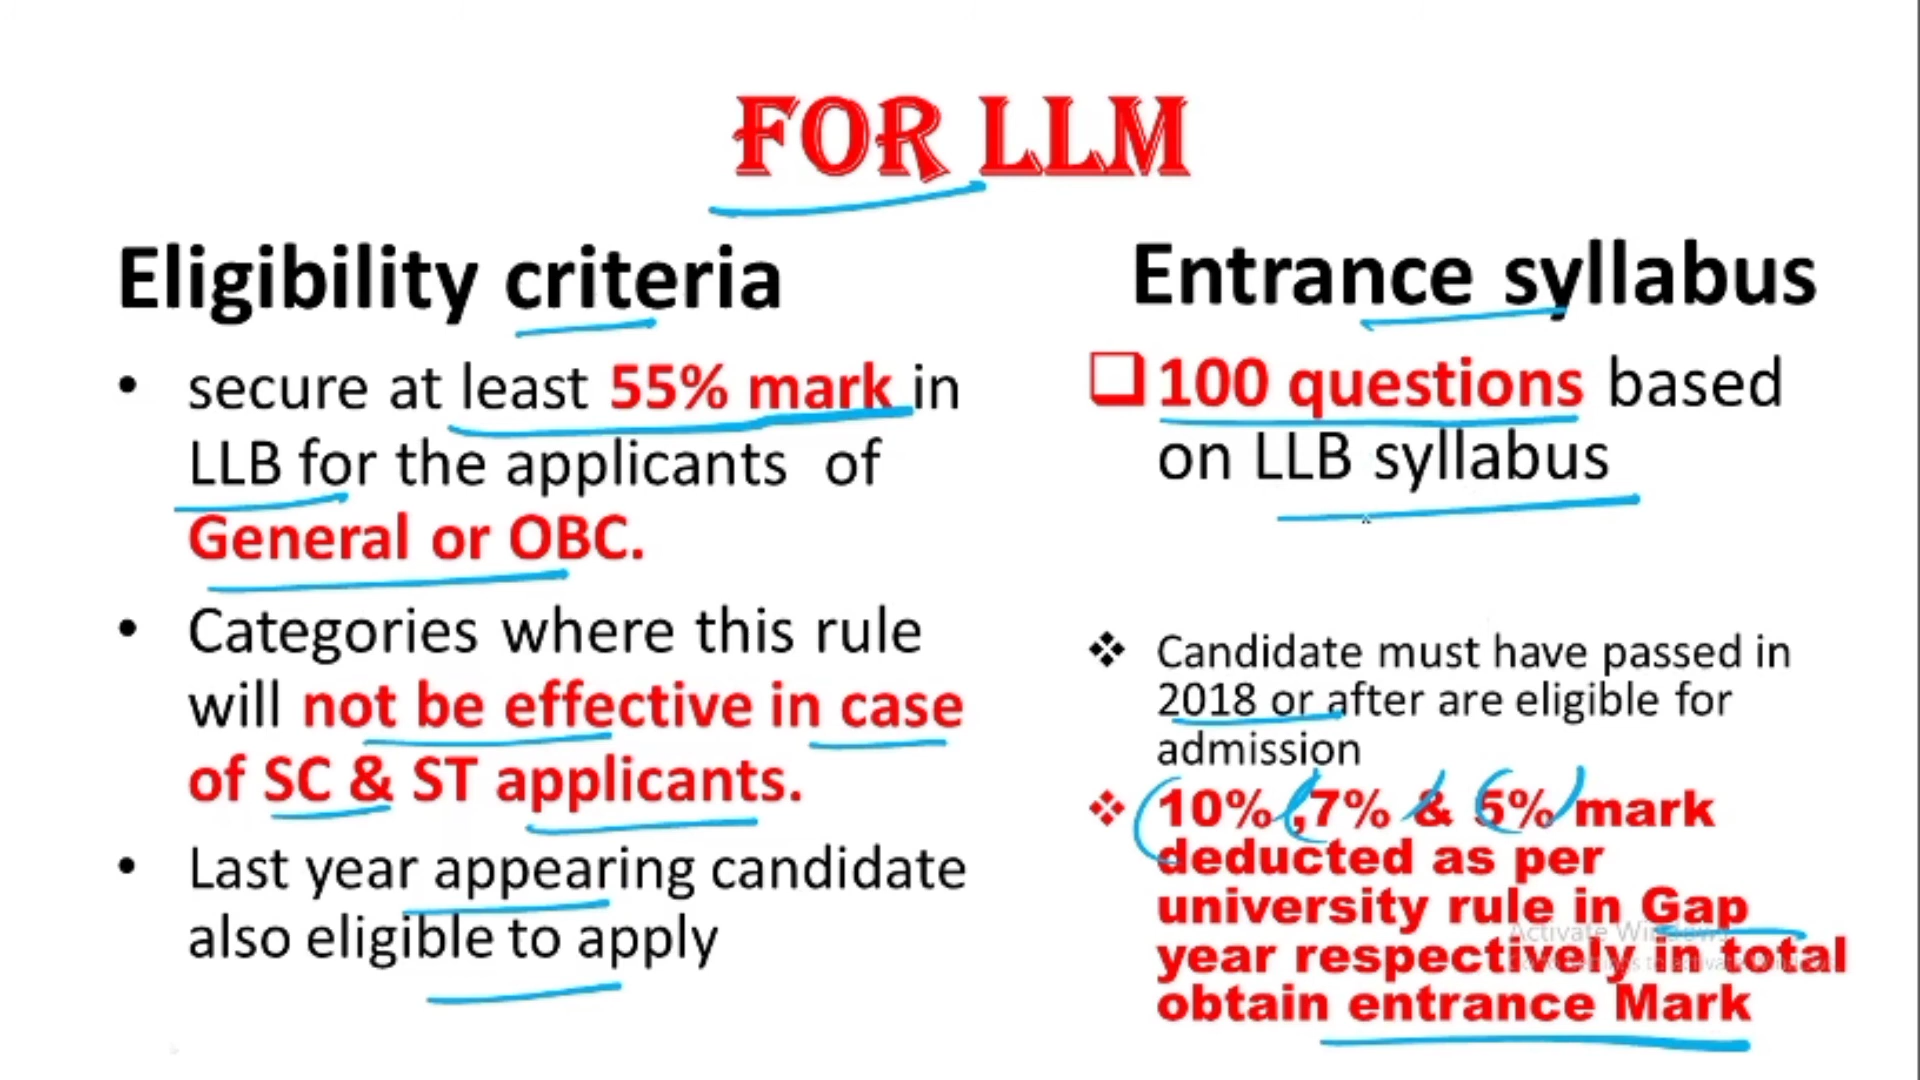 FOR LLM
Eligibility criteria
• secure at least 55% mark in
LLB for the applicants of
General or OBC.
• Categories where this rule
will not be effective in case
of SC & ST applicants.
• Last year appearing candidate
also eligible to apply
Entrance syllabus
❑100 questions based
on LLB syllabus
❖ Candidate must have passed in
2018 or after are eligible for
admission
❖ 10% ,7% & 5% mark
deducted as per
university rule in Gap
year respectively in total
obtain entrance Mark
Activate Windows